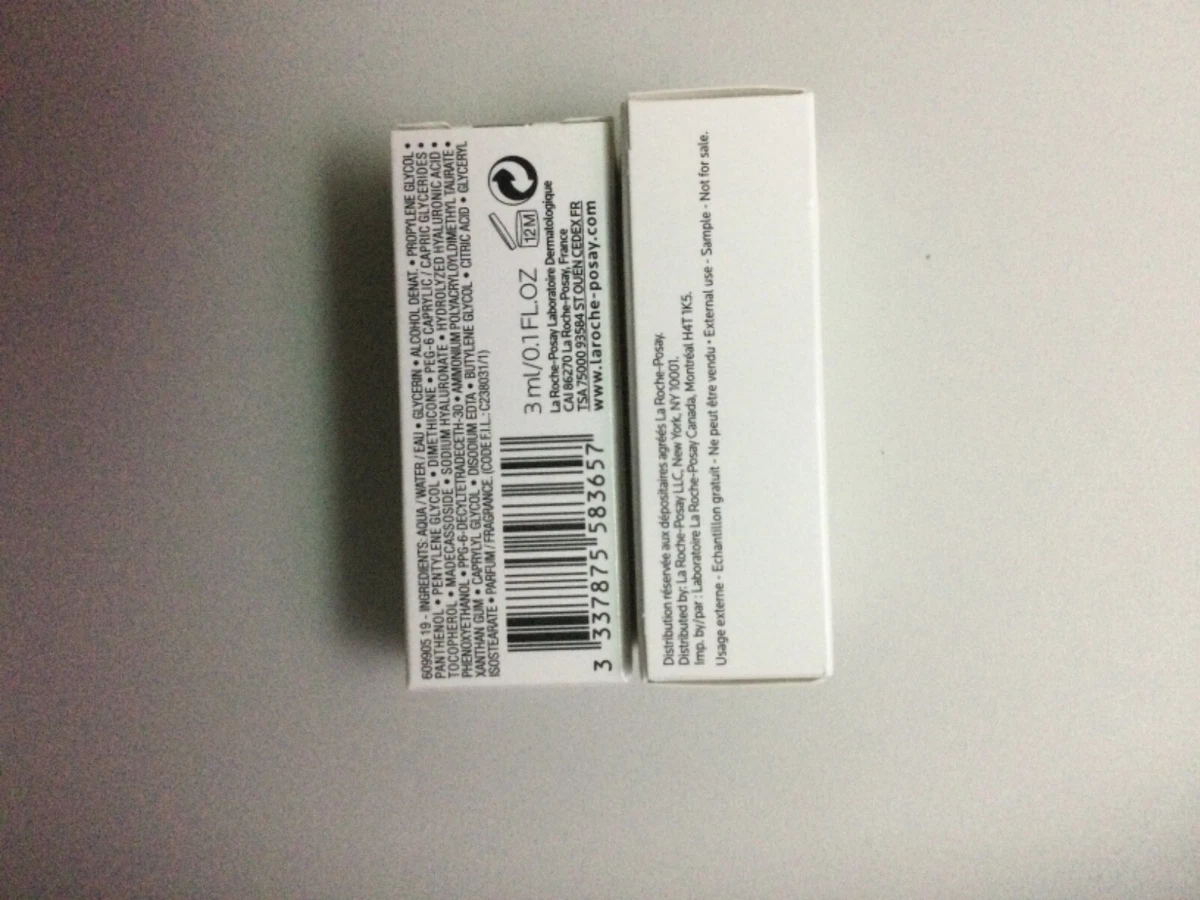 609905 19 - INGREDIENTS: AQUA / WATER / EAU • GLYCERIN • ALCOHOL DENAT. • PROPYLENE GLYCOL •
PANTHENOL • PENTYLENE GLYCOL • DIMETHICONE • PEG-6 CAPRYLIC / CAPRIC GLYCERIDES •
TOCOPHEROL • MADECASSOSIDE • SODIUM HYALURONATE • HYDROLYZED HYALURONIC ACID •
PHENOXYETHANOL • PPG-6-DECYLTETRADECETH-30 • AMMONIUM POLYACRYLOYLDIMETHYL TAURATE •
XANTHAN GUM • CAPRYLYL GLYCOL • DISODIUM EDTA • BUTYLENE GLYCOL • CITRIC ACID • GLYCERYL
ISOSTEARATE • PARFUM / FRAGRANCE. (CODE F.I.L.: C238031/1)
3 ml/0.1 FL.OZ
12M
La Roche-Posay Laboratoire Dermatologique
CAI 86270 La Roche-Posay, France
TSA 75000 93584 ST OUEN CEDEX FR
www.laroche-posay.com
3 337875 583657
Distribution réservée aux dépositaires agréés La Roche-Posay.
Distributed by: La Roche-Posay LLC, New York, NY 10001.
Imp. by/par : Laboratoire La Roche-Posay Canada, Montréal H4T 1K5.
Usage externe - Echantillon gratuit - Ne peut être vendu • External use - Sample - Not for sale.